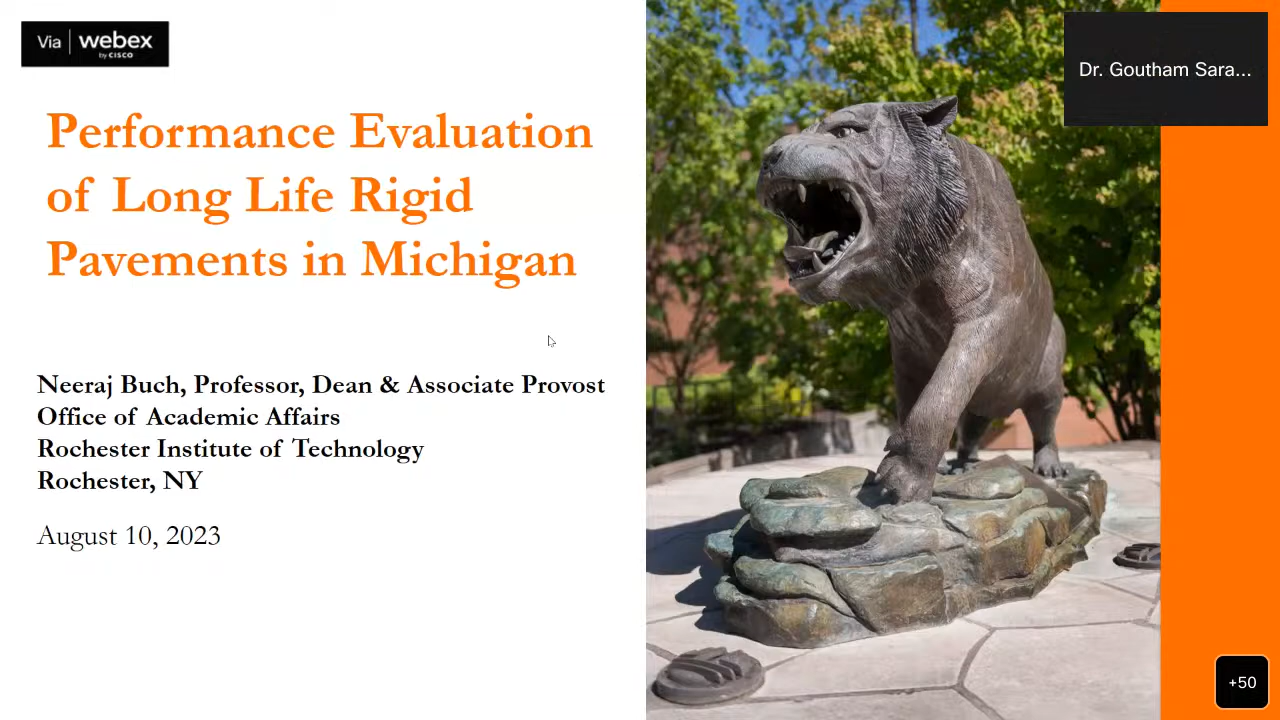 Via | webex
by CISCO
Dr. Goutham Sara...
Performance Evaluation
of Long Life Rigid
Pavements in Michigan
Neeraj Buch, Professor, Dean & Associate Provost
Office of Academic Affairs
Rochester Institute of Technology
Rochester, NY
August 10, 2023
+50